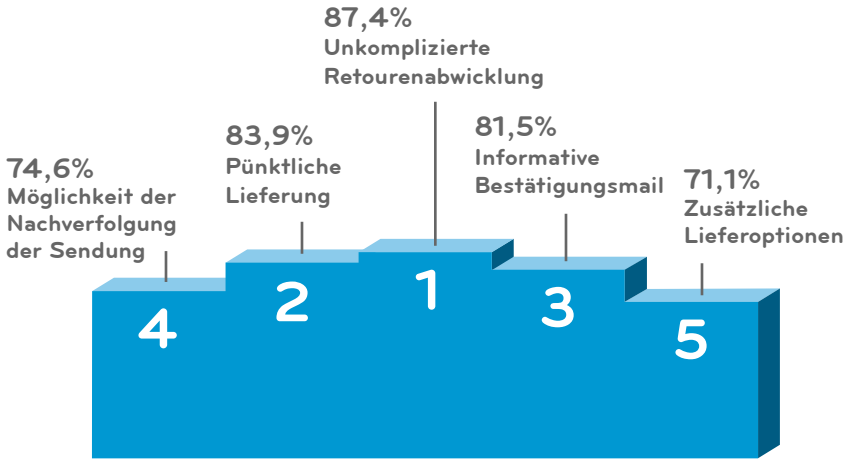 87,4%
Unkomplizierte
Retourenabwicklung
83,9%
Pünktliche
Lieferung
81,5%
Informative
Bestätigungsmail
74,6%
Möglichkeit der
Nachverfolgung
der Sendung
71,1%
Zusätzliche
Lieferoptionen
4
2
1
3
5